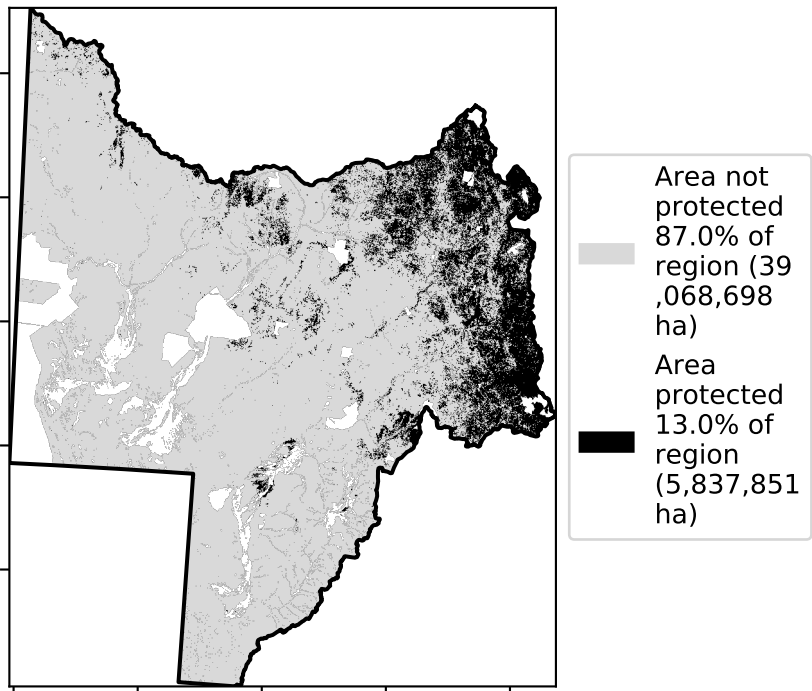 Area not
protected
87.0% of
region (39
,068,698
ha)
Area
protected
13.0% of
region
(5,837,851
ha)